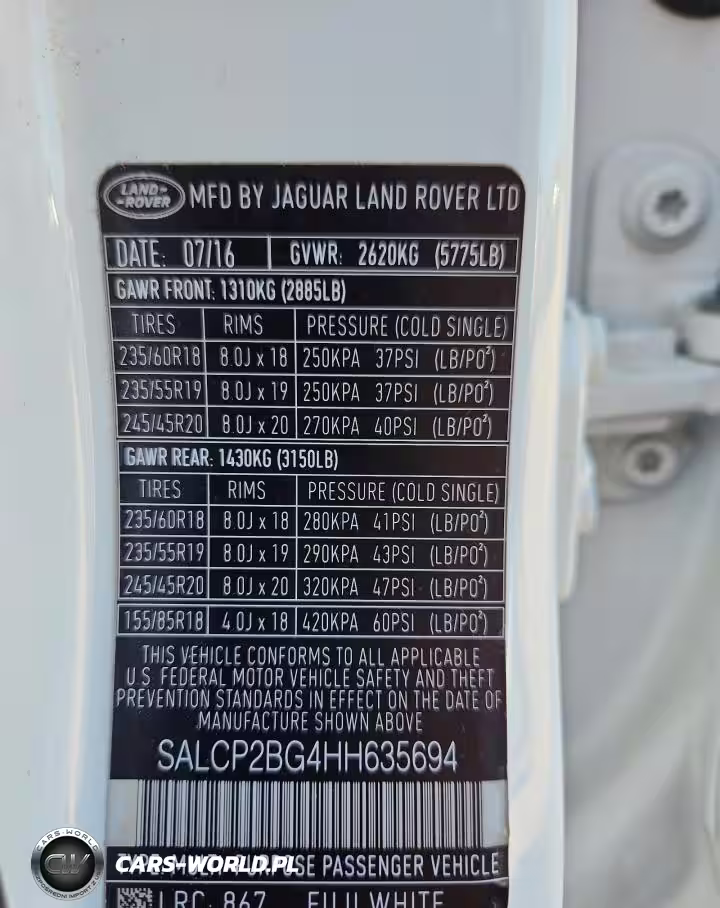 LAND-
-ROVER
MFD BY JAGUAR LAND ROVER LTD
DATE: 07/16 GVWR: 2620KG (5775LB)
GAWR FRONT: 1310KG (2885LB)
TIRES RIMS PRESSURE (COLD SINGLE)
235/60R18 8.0J x 18 250KPA 37PSI (LB/PO²)
235/55R19 8.0J x 19 250KPA 37PSI (LB/PO²)
245/45R20 8.0J x 20 270KPA 40PSI (LB/PO²)
GAWR REAR: 1430KG (3150LB)
TIRES RIMS PRESSURE (COLD SINGLE)
235/60R18 8.0J x 18 280KPA 41PSI (LB/PO²)
235/55R19 8.0J x 19 290KPA 43PSI (LB/PO²)
245/45R20 8.0J x 20 320KPA 47PSI (LB/PO²)
155/85R18 4.0J x 18 420KPA 60PSI (LB/PO²)
THIS VEHICLE CONFORMS TO ALL APPLICABLE
U.S. FEDERAL MOTOR VEHICLE SAFETY AND THEFT
PREVENTION STANDARDS IN EFFECT ON THE DATE OF
MANUFACTURE SHOWN ABOVE
SALCP2BG4HH635694
PASSENGER VEHICLE
CARS-WORLD
CW
CARS-WORLD.PL
LRC: 867 FUJI WHITE